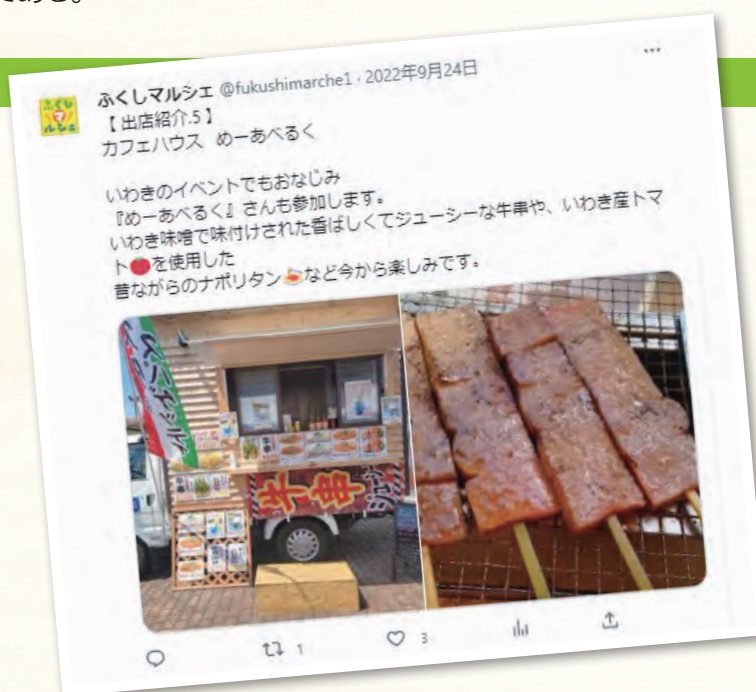 ふくしマルシェ @fukushimarche1・2022年9月24日
【 出店紹介.5 】
カフェハウス めーあべるく
いわきのイベントでもおなじみ
『めーあべるく』さんも参加します。
いわき味噌で味付けされた香ばしくてジューシーな牛串や、いわき産トマ
ト🍅を使用した
昔ながらのナポリタン🍝など今から楽しみです。
牛串
1
3